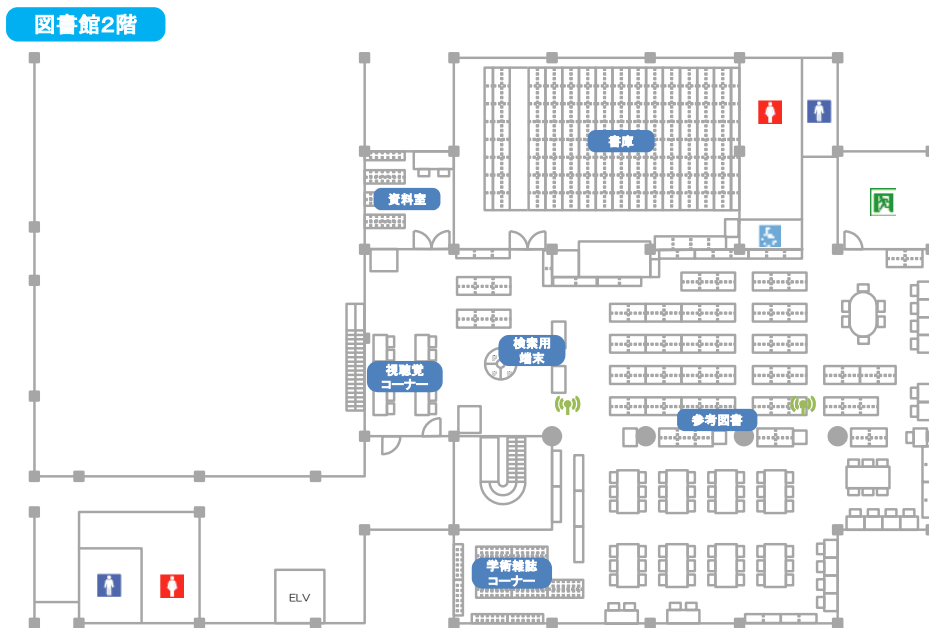 図書館2階
書庫
資料室
検索用
端末
視聴覚
コーナー
参考図書
学術雑誌
コーナー
ELV